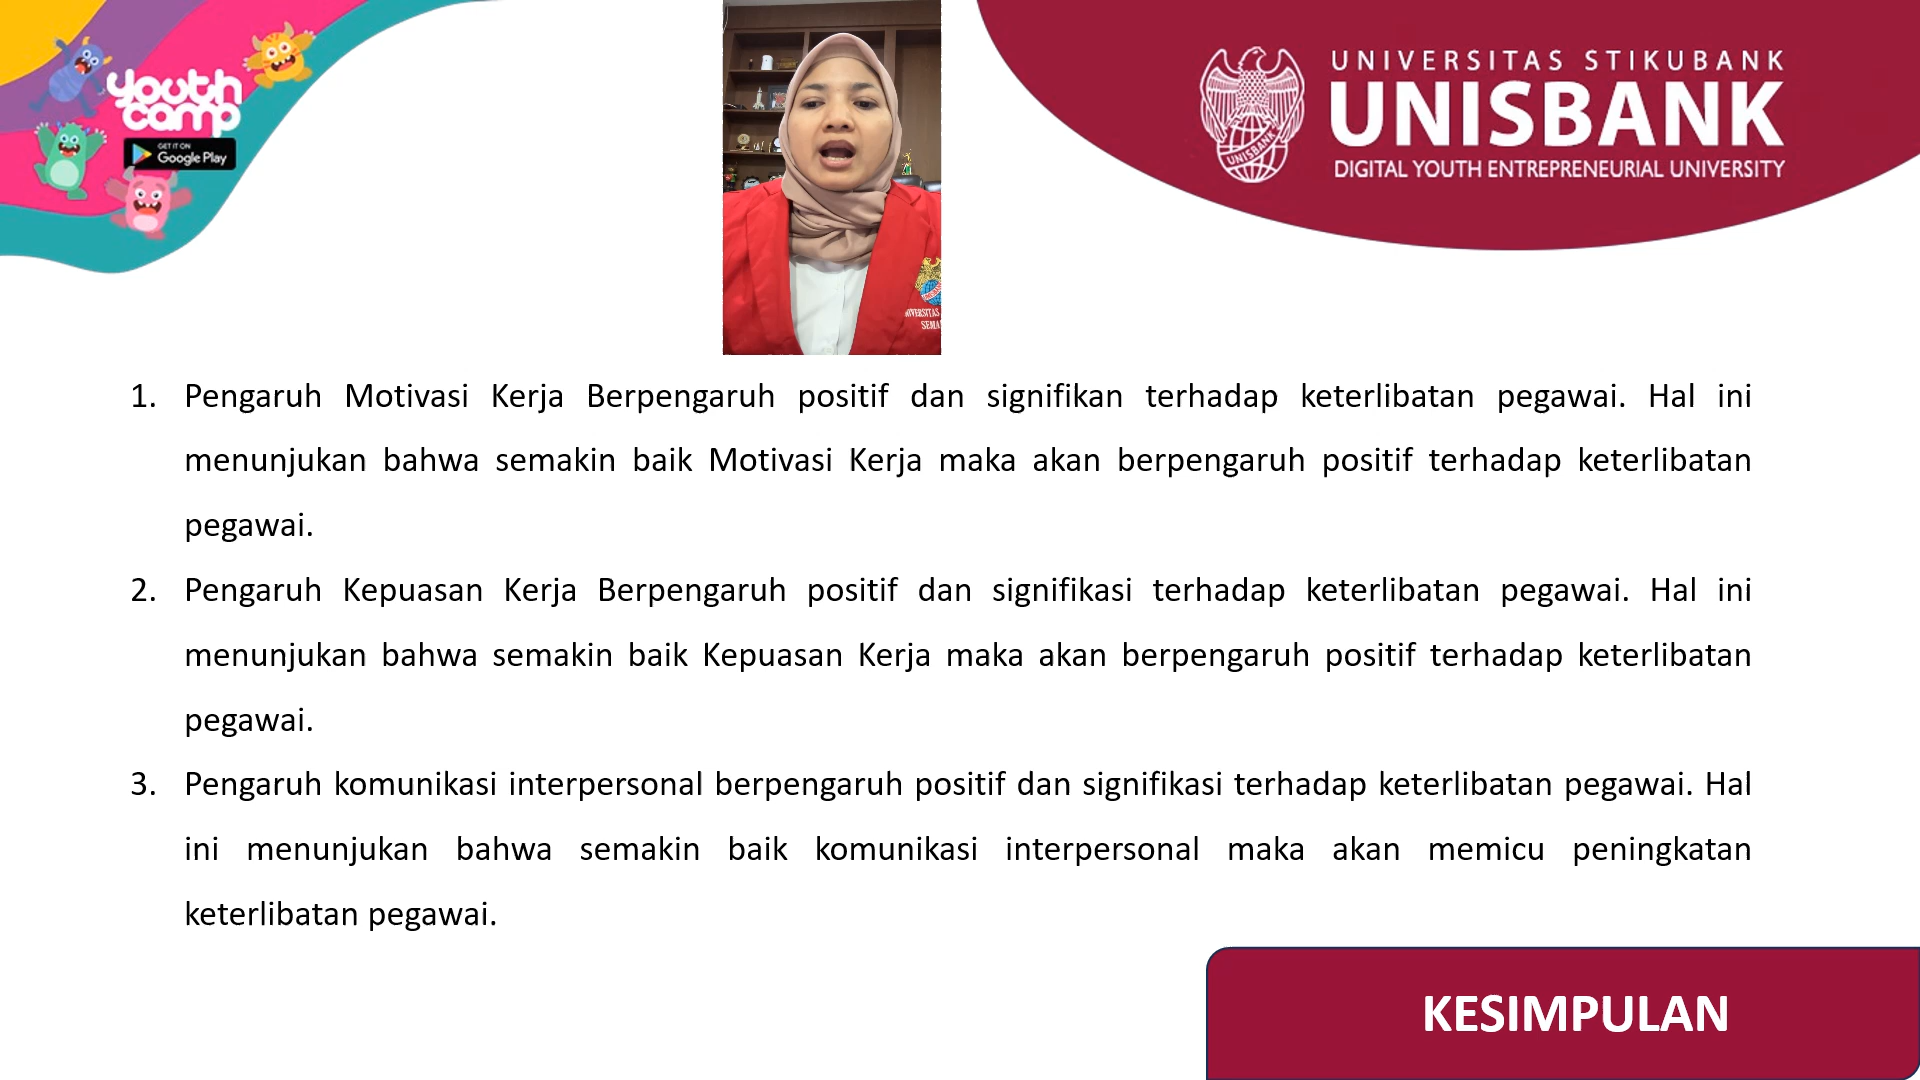 youth
camp
GET IT ON
Google Play
UNIVERSITAS STIKUBANK
UNISBANK
DIGITAL YOUTH ENTREPRENEURIAL UNIVERSITY
UNISBANK
1. Pengaruh Motivasi Kerja Berpengaruh positif dan signifikan terhadap keterlibatan pegawai. Hal ini
menunjukan bahwa semakin baik Motivasi Kerja maka akan berpengaruh positif terhadap keterlibatan
pegawai.
2. Pengaruh Kepuasan Kerja Berpengaruh positif dan signifikasi terhadap keterlibatan pegawai. Hal ini
menunjukan bahwa semakin baik Kepuasan Kerja maka akan berpengaruh positif terhadap keterlibatan
pegawai.
3. Pengaruh komunikasi interpersonal berpengaruh positif dan signifikasi terhadap keterlibatan pegawai. Hal
ini menunjukan bahwa semakin baik komunikasi interpersonal maka akan memicu peningkatan
keterlibatan pegawai.
KESIMPULAN